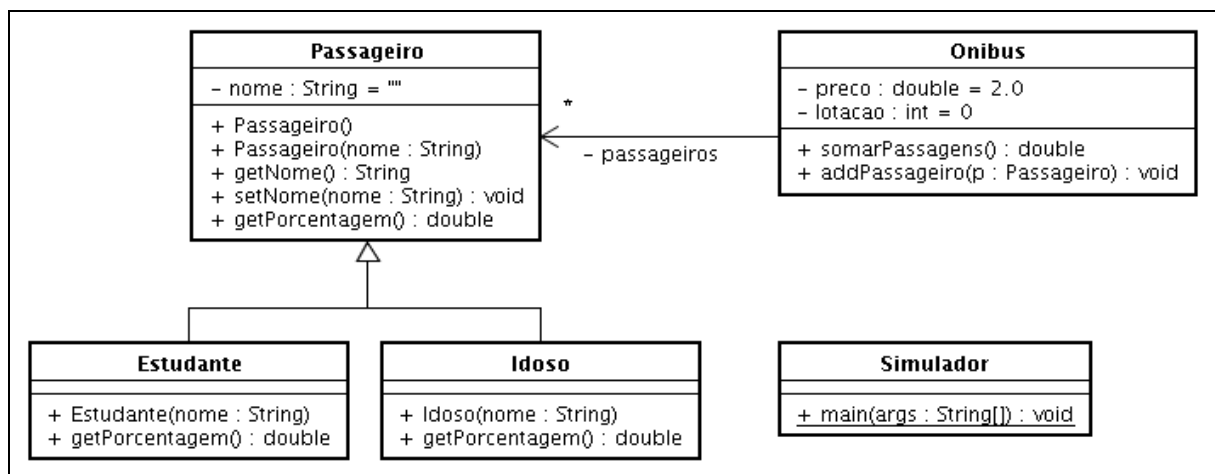 Passageiro
- nome : String = ""
+ Passageiro()
+ Passageiro(nome : String)
+ getNome() : String
+ setNome(nome : String) : void
+ getPorcentagem() : double
*
- passageiros
Onibus
- preco : double = 2.0
- lotacao : int = 0
+ somarPassagens() : double
+ addPassageiro(p : Passageiro) : void
Estudante
+ Estudante(nome : String)
+ getPorcentagem() : double
Idoso
+ Idoso(nome : String)
+ getPorcentagem() : double
Simulador
+ main(args : String[]) : void